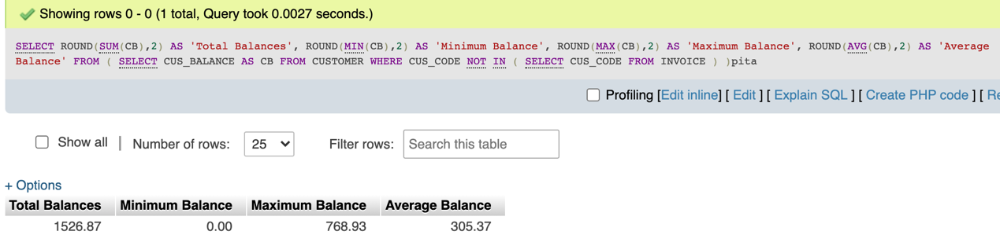 Showing rows 0 - 0 (1 total, Query took 0.0027 seconds.)
SELECT ROUND(SUM(CB),2) AS 'Total Balances', ROUND(MIN(CB),2) AS 'Minimum Balance', ROUND(MAX(CB),2) AS 'Maximum Balance', ROUND(AVG(CB),2) AS 'Average
Balance' FROM ( SELECT CUS_BALANCE AS CB FROM CUSTOMER WHERE CUS_CODE NOT IN ( SELECT CUS_CODE FROM INVOICE ) )pita
Profiling [Edit inline] [ Edit ] [ Explain SQL ] [ Create PHP code ] [ Re
Show all | Number of rows: 25 Filter rows: Search this table
+ Options
Total Balances Minimum Balance Maximum Balance Average Balance
1526.87 0.00 768.93 305.37